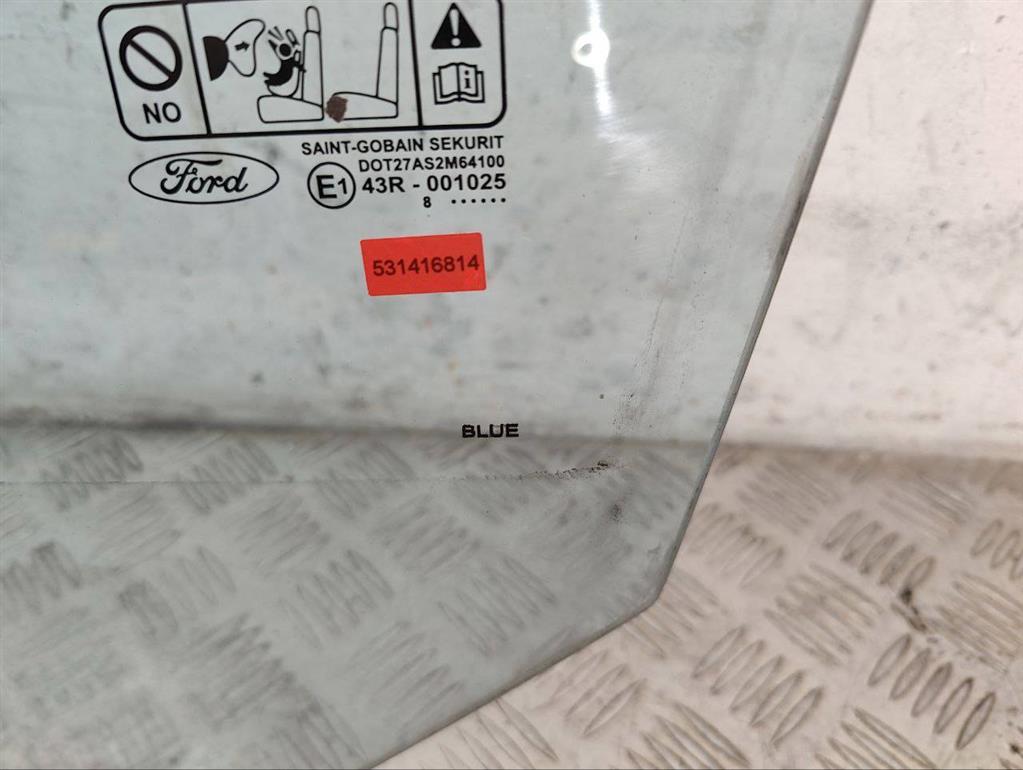 NO
SAINT-GOBAIN SEKURIT
DOT27AS2M64100
Ford
E1 43R - 001025
8 ......
531416814
BLUE